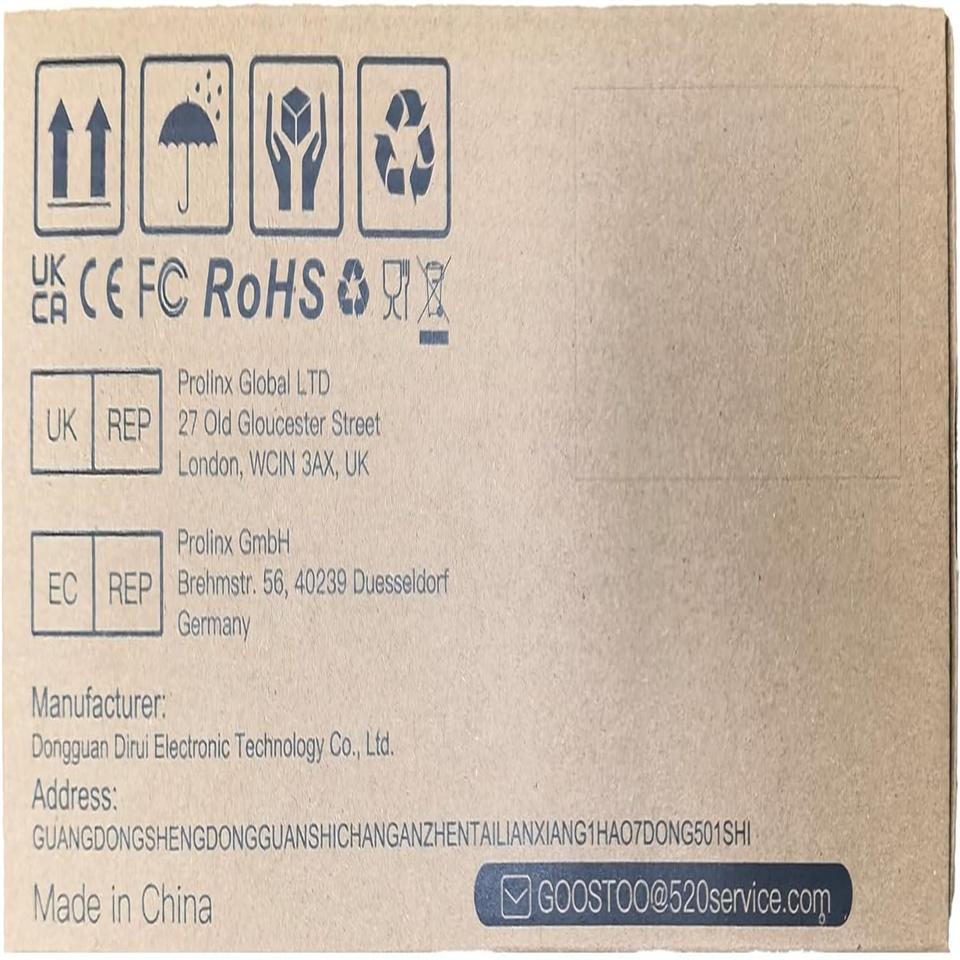 UK
CA CE FC RoHS
UK REP
Prolinx Global LTD
27 Old Gloucester Street
London, WCIN 3AX, UK
EC REP
Prolinx GmbH
Brehmstr. 56, 40239 Duesseldorf
Germany
Manufacturer:
Dongguan Dirui Electronic Technology Co., Ltd.
Address:
GUANGDONGSHENGDONGGUANSHICHANGANZHENTAILIANXIANG1HAO7DONG501SHI
Made in China
GOOSTOO@520service.com